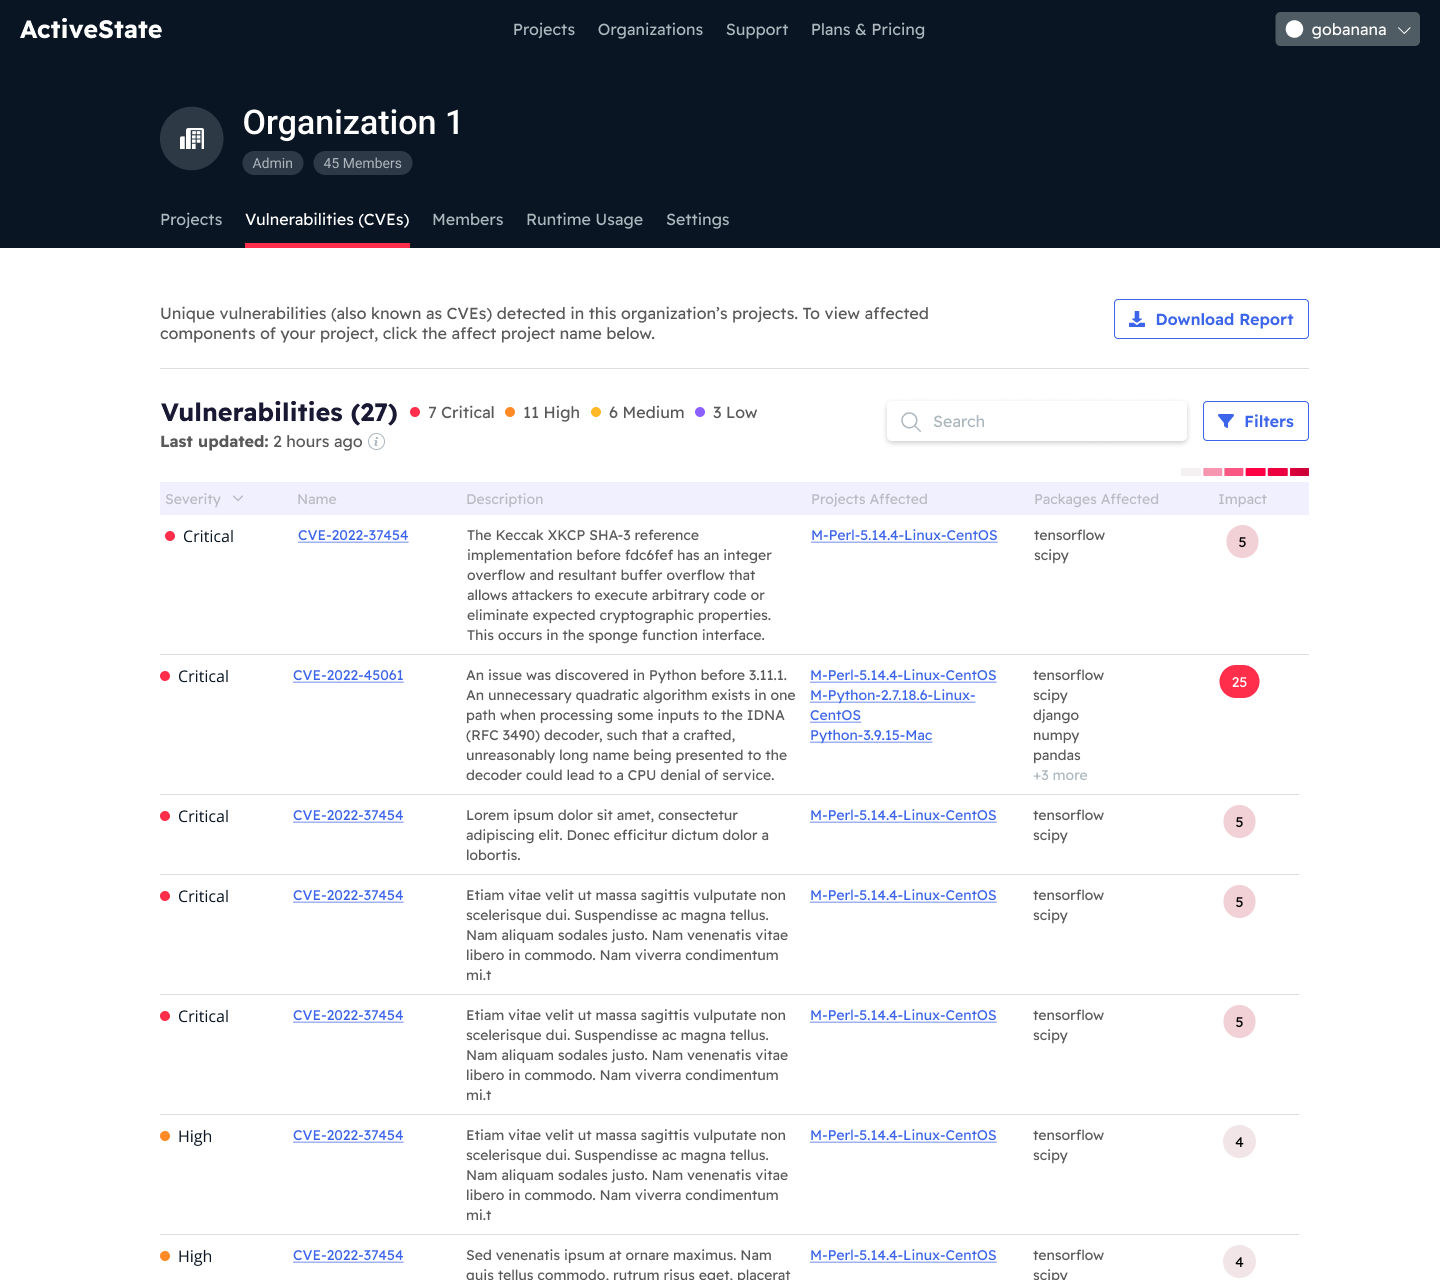 ActiveState
Projects Organizations Support Plans & Pricing
gobanana
Organization 1
Admin 45 Members
Projects Vulnerabilities (CVEs) Members Runtime Usage Settings
Unique vulnerabilities (also known as CVEs) detected in this organization’s projects. To view affected
components of your project, click the affect project name below.
Download Report
Vulnerabilities (27) 7 Critical 11 High 6 Medium 3 Low
Last updated: 2 hours ago i
Search
Filters
Severity Name Description Projects Affected Packages Affected Impact
Critical CVE-2022-37454 The Keccak XKCP SHA-3 reference M-Perl-5.14.4-Linux-CentOS tensorflow 5
implementation before fdc6fef has an integer scipy
overflow and resultant buffer overflow that
allows attackers to execute arbitrary code or
eliminate expected cryptographic properties.
This occurs in the sponge function interface.
Critical CVE-2022-45061 An issue was discovered in Python before 3.11.1. M-Perl-5.14.4-Linux-CentOS tensorflow 25
An unnecessary quadratic algorithm exists in one M-Python-2.7.18.6-Linux- scipy
path when processing some inputs to the IDNA CentOS django
(RFC 3490) decoder, such that a crafted, Python-3.9.15-Mac numpy
unreasonably long name being presented to the pandas
decoder could lead to a CPU denial of service. +3 more
Critical CVE-2022-37454 Lorem ipsum dolor sit amet, consectetur M-Perl-5.14.4-Linux-CentOS tensorflow 5
adipiscing elit. Donec efficitur dictum dolor a scipy
lobortis.
Critical CVE-2022-37454 Etiam vitae velit ut massa sagittis vulputate non M-Perl-5.14.4-Linux-CentOS tensorflow 5
scelerisque dui. Suspendisse ac magna tellus. scipy
Nam aliquam sodales justo. Nam venenatis vitae
libero in commodo. Nam viverra condimentum
mi.t
Critical CVE-2022-37454 Etiam vitae velit ut massa sagittis vulputate non M-Perl-5.14.4-Linux-CentOS tensorflow 5
scelerisque dui. Suspendisse ac magna tellus. scipy
Nam aliquam sodales justo. Nam venenatis vitae
libero in commodo. Nam viverra condimentum
mi.t
High CVE-2022-37454 Etiam vitae velit ut massa sagittis vulputate non M-Perl-5.14.4-Linux-CentOS tensorflow 4
scelerisque dui. Suspendisse ac magna tellus. scipy
Nam aliquam sodales justo. Nam venenatis vitae
libero in commodo. Nam viverra condimentum
mi.t
High CVE-2022-37454 Sed venenatis ipsum at ornare maximus. Nam M-Perl-5.14.4-Linux-CentOS tensorflow 4
quis tellus commodo, rutrum risus eget, placerat scipy